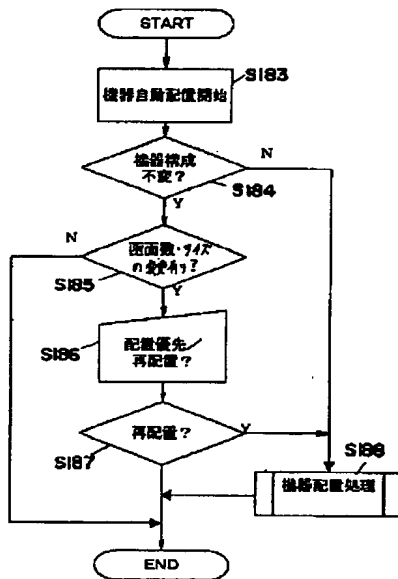 START
S183
機器自動配置開始
機器構成
不変?
N
S184
Y
N
画面数・サイズ
の変有り?
S185
Y
S186
配置優先/
再配置?
再配置?
Y
S187
S188
機器配置処理
END